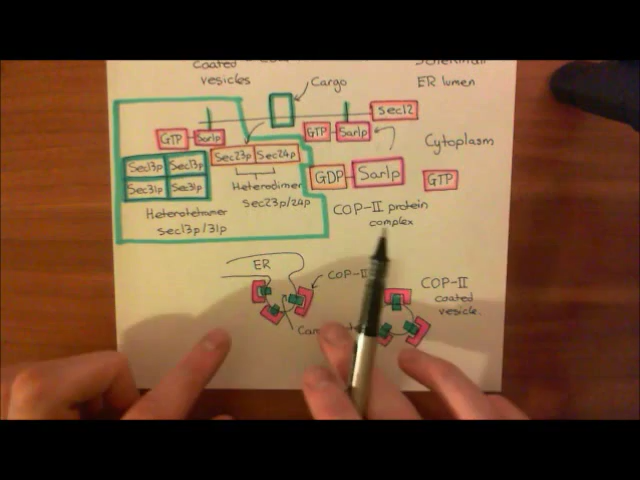 Coated
vesicles
Cargo
ER lumen
Sec12
GTP Sar1p
GTP Sar1p
Cytoplasm
Sec13p Sec13p
Sec23p Sec24p
Sec31p Sec31p
Heterodimer
sec23p/24p
GDP Sar1p
GTP
Heterotetramer
sec13p/31p
COP-II protein
complex
ER
COP-II
COP-II
coated
vesicle.